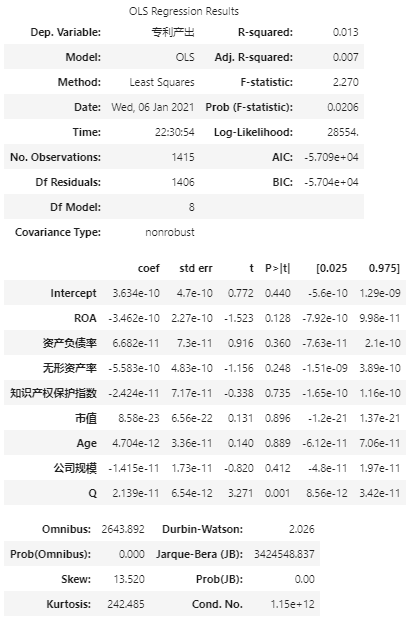 OLS Regression Results
Dep. Variable: 专利产出 R-squared: 0.013
Model: OLS Adj. R-squared: 0.007
Method: Least Squares F-statistic: 2.270
Date: Wed, 06 Jan 2021 Prob (F-statistic): 0.0206
Time: 22:30:54 Log-Likelihood: 28554.
No. Observations: 1415 AIC: -5.709e+04
Df Residuals: 1406 BIC: -5.704e+04
Df Model: 8
Covariance Type: nonrobust
coef std err t P>|t| [0.025 0.975]
Intercept 3.634e-10 4.7e-10 0.772 0.440 -5.6e-10 1.29e-09
ROA -3.462e-10 2.27e-10 -1.523 0.128 -7.92e-10 9.98e-11
资产负债率 6.682e-11 7.3e-11 0.916 0.360 -7.63e-11 2.1e-10
无形资产率 -5.583e-10 4.83e-10 -1.156 0.248 -1.51e-09 3.89e-10
知识产权保护指数 -2.424e-11 7.17e-11 -0.338 0.735 -1.65e-10 1.16e-10
市值 8.58e-23 6.56e-22 0.131 0.896 -1.2e-21 1.37e-21
Age 4.704e-12 3.36e-11 0.140 0.889 -6.12e-11 7.06e-11
公司规模 -1.415e-11 1.73e-11 -0.820 0.412 -4.8e-11 1.97e-11
Q 2.139e-11 6.54e-12 3.271 0.001 8.56e-12 3.42e-11
Omnibus: 2643.892 Durbin-Watson: 2.026
Prob(Omnibus): 0.000 Jarque-Bera (JB): 3424548.837
Skew: 13.520 Prob(JB): 0.00
Kurtosis: 242.485 Cond. No. 1.15e+12